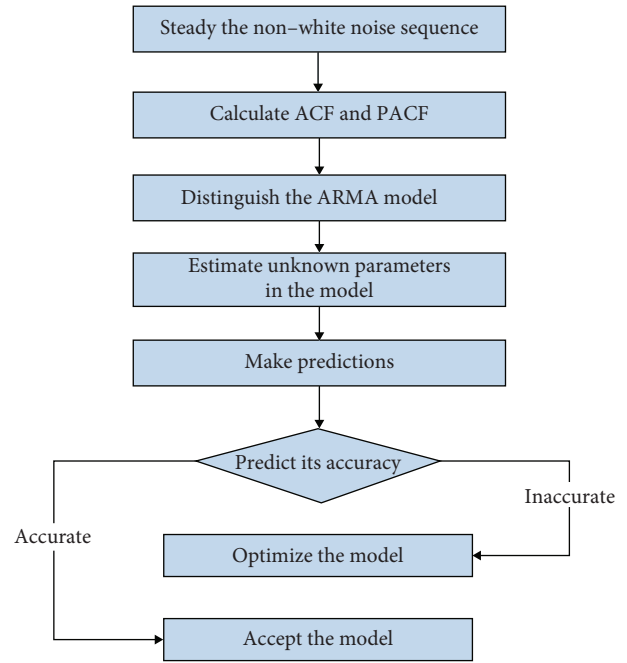 Steady the non–white noise sequence
Calculate ACF and PACF
Distinguish the ARMA model
Estimate unknown parameters
in the model
Make predictions
Predict its accuracy
Inaccurate
Accurate
Optimize the model
Accept the model